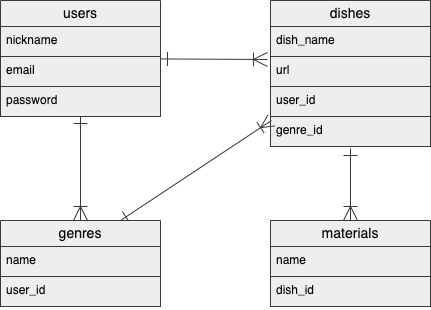 users
nickname
email
password
dishes
dish_name
url
user_id
genre_id
genres
name
user_id
materials
name
dish_id